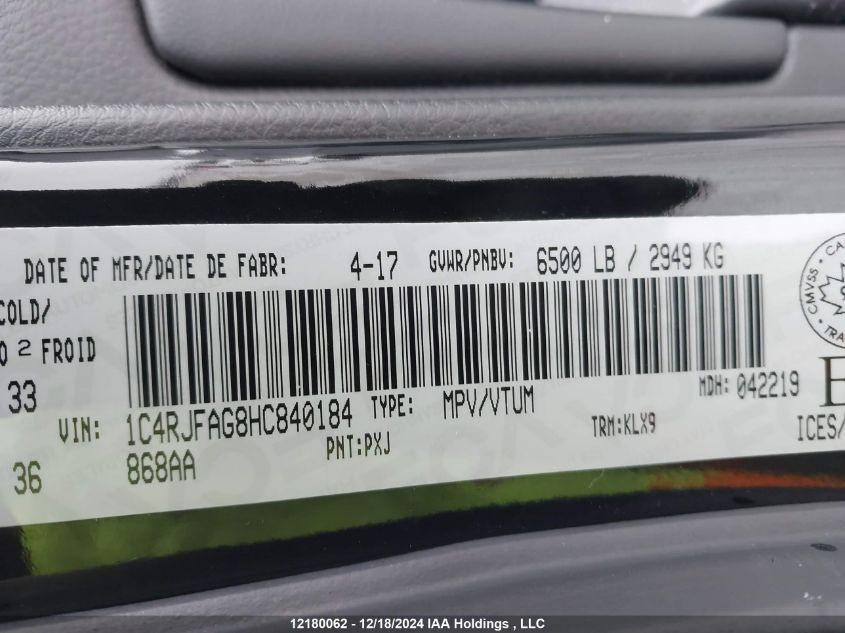 DATE OF MFR/DATE DE FABR: 4-17 GVWR/PNBV: 6500 LB / 2949 KG
COLD/
2 FROID
33
MDH: 042219
VIN: 1C4RJFAG8HC840184 TYPE: MPV/VTUM
PNT:PXJ TRM:KLX9
ICES/
36 868AA
CMVSS
12180062 - 12/18/2024 IAA Holdings , LLC